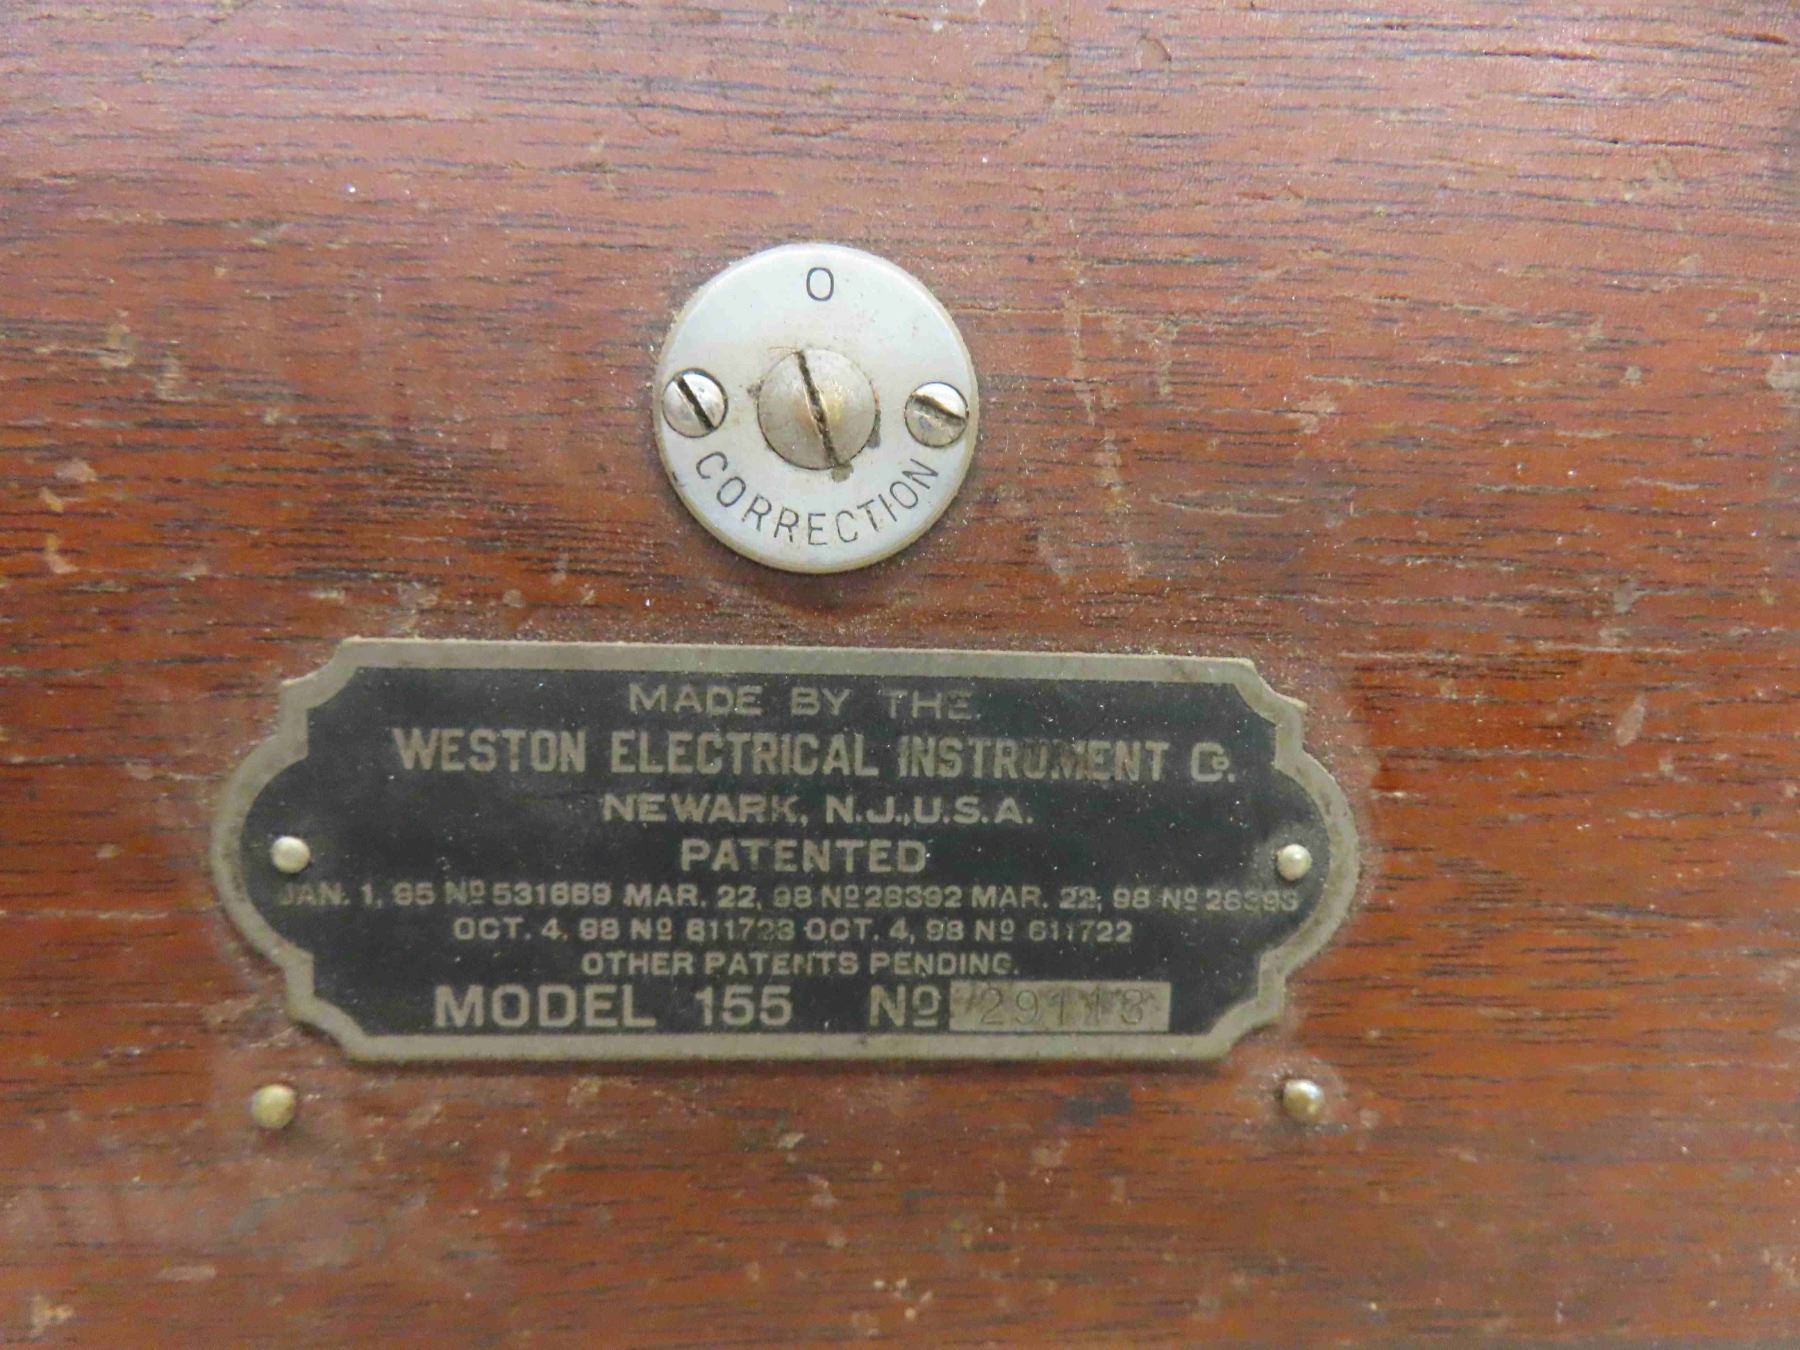 O
CORRECTION
MADE BY THE
WESTON ELECTRICAL INSTRUMENT Co.
NEWARK, N.J., U.S.A.
PATENTED
JAN. 1, 95 No 531869 MAR. 22, 98 No 28392 MAR. 22, 98 No 28393
OCT. 4, 98 No 611723 OCT. 4, 98 No 611722
OTHER PATENTS PENDING.
MODEL 155 No 29113